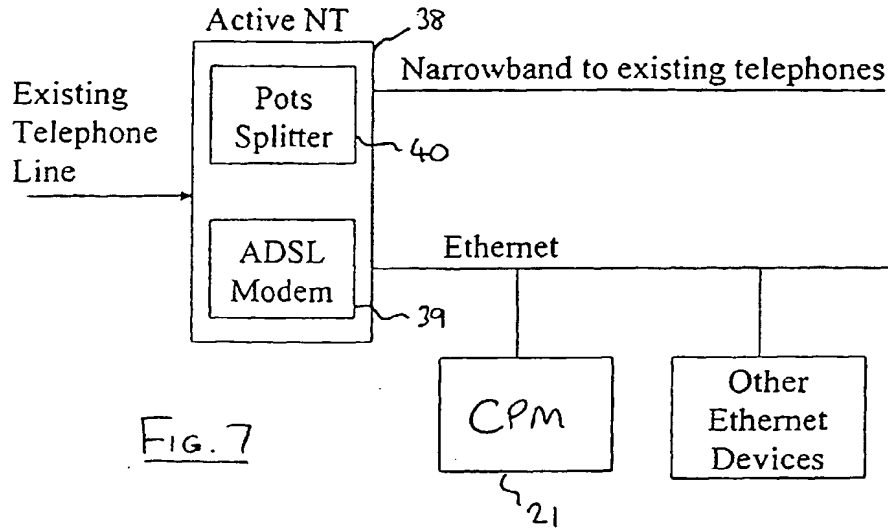 Active NT
38
Narrowband to existing telephones
Existing
Telephone
Line
Pots
Splitter
40
Ethernet
ADSL
Modem
39
CPM
21
Other
Ethernet
Devices
FIG. 7